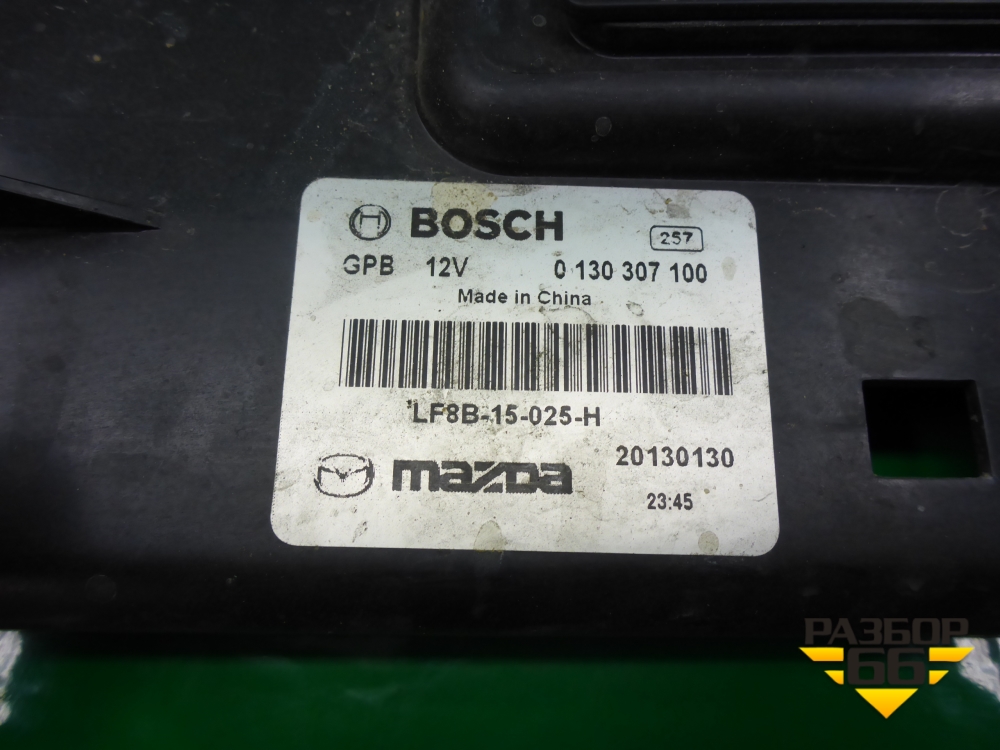 BOSCH
257
GPB 12V 0 130 307 100
Made in China
LF8B-15-025-H
mazda 20130130
23:45
РАЗБОР
66